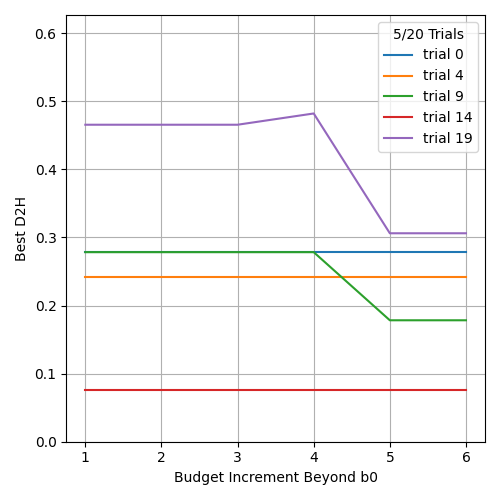 5/20 Trials
trial 0
trial 4
trial 9
trial 14
trial 19
0.6
0.5
0.4
0.3
0.2
0.1
0.0
Best D2H
1 2 3 4 5 6
Budget Increment Beyond b0